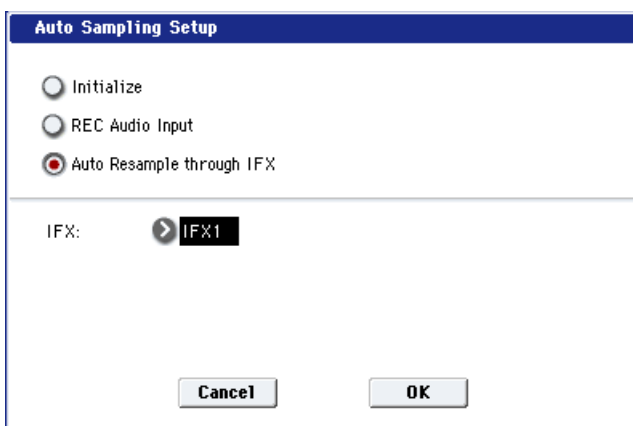 Auto Sampling Setup
Initialize
REC Audio Input
Auto Resample through IFX
IFX: IFX1
Cancel OK